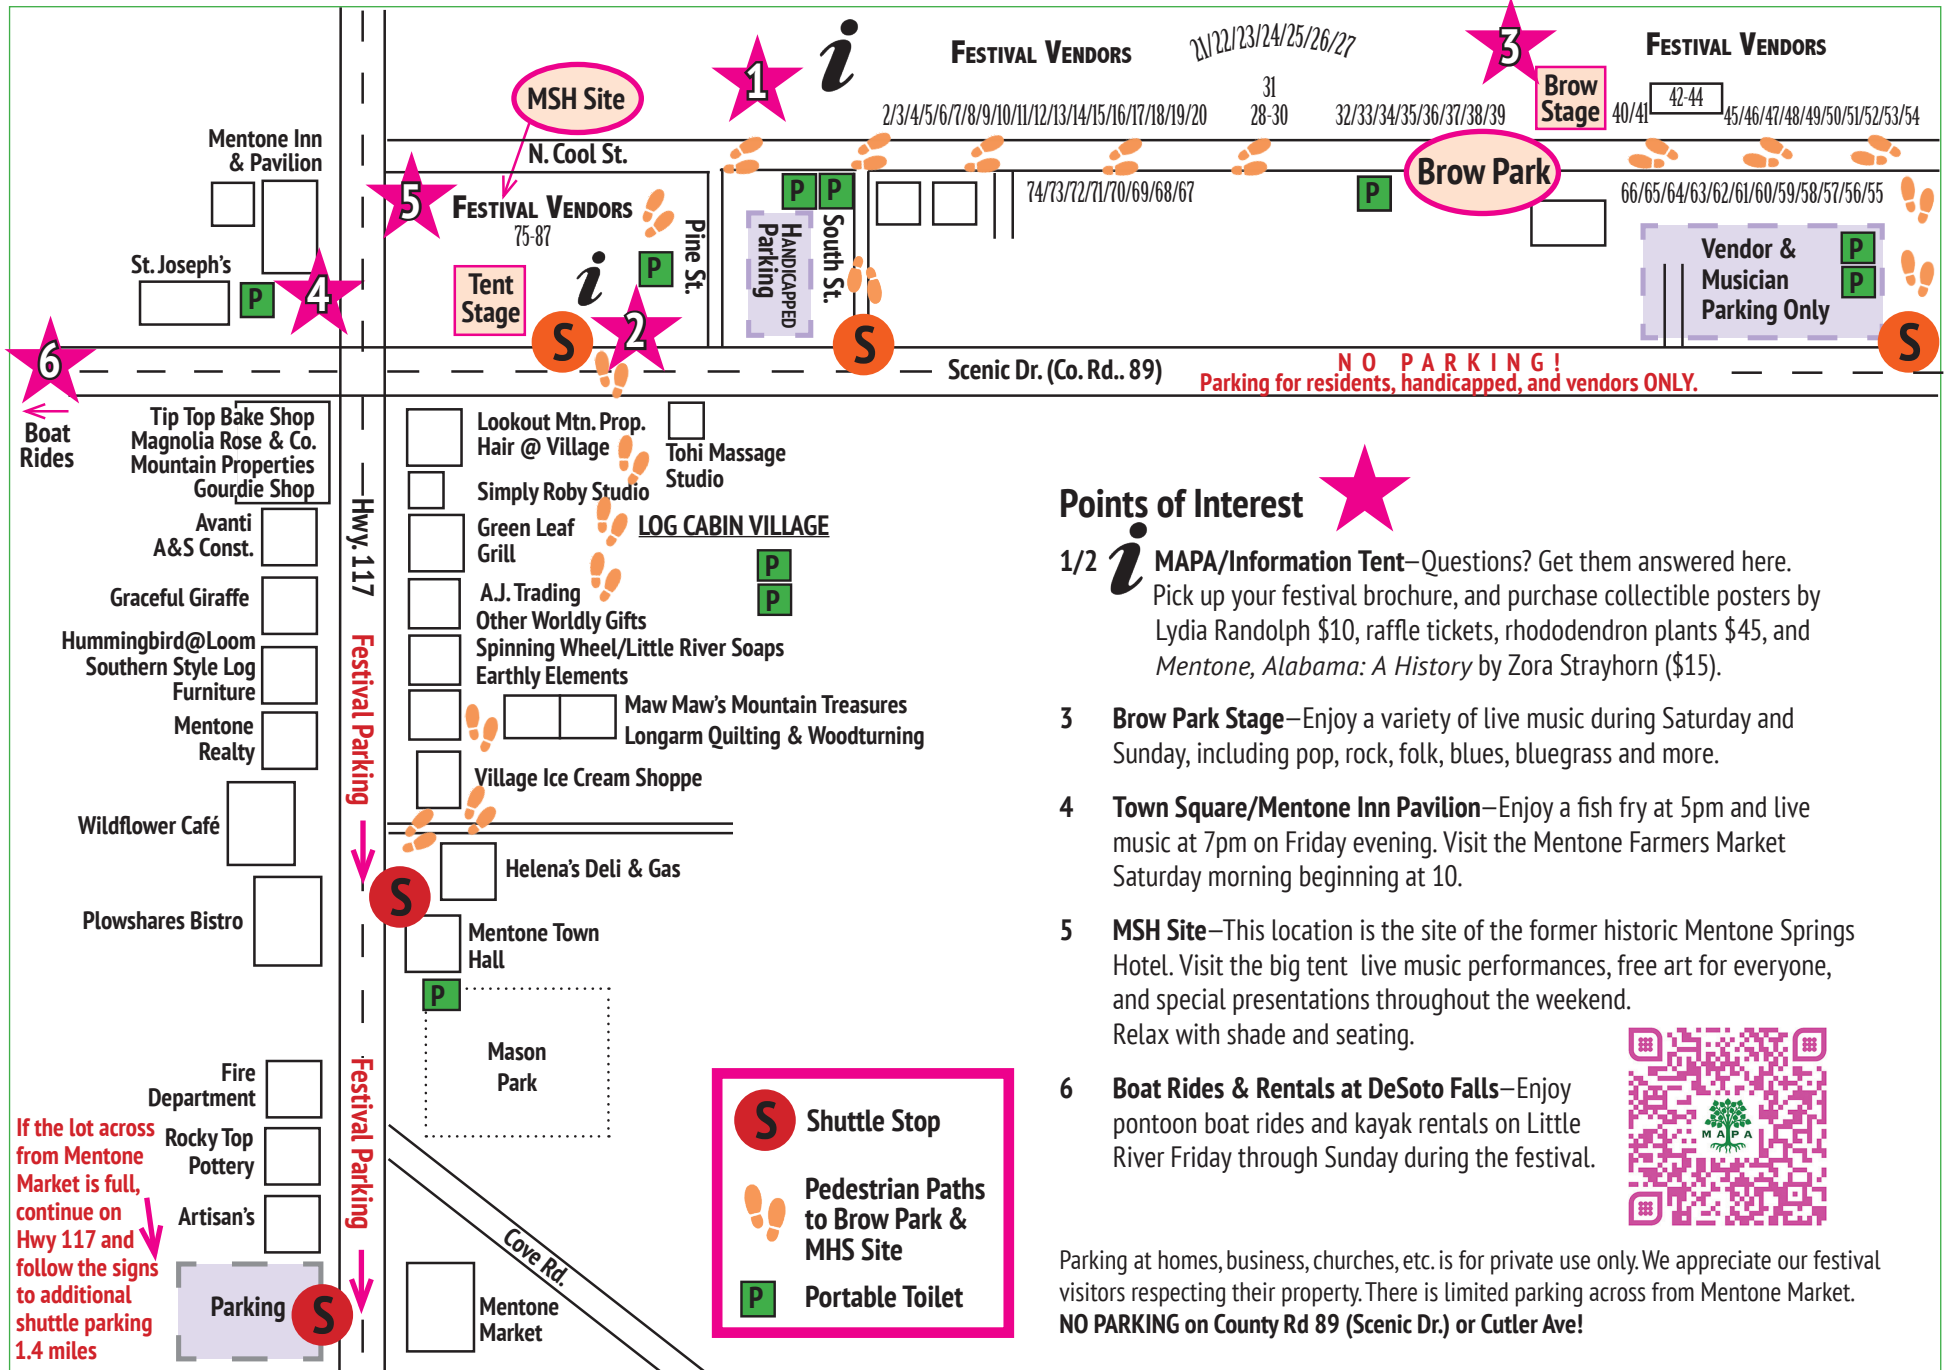 1
i
FESTIVAL VENDORS
21/22/23/24/25/26/27
3
FESTIVAL VENDORS
MSH Site
31
2/3/4/5/6/7/8/9/10/11/12/13/14/15/16/17/18/19/20
28-30
32/33/34/35/36/37/38/39
Brow
Stage
40/41
42-44
45/46/47/48/49/50/51/52/53/54
Mentone Inn
& Pavilion
N. Cool St.
Brow Park
5
FESTIVAL VENDORS
75-87
P
P
74/73/72/71/70/69/68/67
P
66/65/64/63/62/61/60/59/58/57/56/55
Pine St.
HANDICAPPED
Parking
South St.
Vendor &
Musician
Parking Only
P
P
St. Joseph's
P
4
Tent
Stage
i
P
S
2
S
S
6
Scenic Dr. (Co. Rd.. 89)
NO PARKING!
Parking for residents, handicapped, and vendors ONLY.
Boat
Rides
Tip Top Bake Shop
Magnolia Rose & Co.
Mountain Properties
Gourdie Shop
Avanti
A&S Const.
Graceful Giraffe
Hummingbird@Loom
Southern Style Log
Furniture
Mentone
Realty
Wildflower Café
Plowshares Bistro
Hwy. 117
Festival Parking
Lookout Mtn. Prop.
Hair @ Village
Tohi Massage
Studio
Simply Roby Studio
Green Leaf
Grill
LOG CABIN VILLAGE
P
P
A.J. Trading
Other Worldly Gifts
Spinning Wheel/Little River Soaps
Earthly Elements
Maw Maw's Mountain Treasures
Longarm Quilting & Woodturning
Village Ice Cream Shoppe
Helena's Deli & Gas
S
Mentone Town
Hall
P
Mason
Park
Fire
Department
Festival Parking
Rocky Top
Pottery
Artisan's
If the lot across
from Mentone
Market is full,
continue on
Hwy 117 and
follow the signs
to additional
shuttle parking
1.4 miles
Parking
S
Cove Rd.
Mentone
Market
S Shuttle Stop
Pedestrian Paths
to Brow Park &
MHS Site
P Portable Toilet
Points of Interest
1/2 i MAPA/Information Tent—Questions? Get them answered here.
Pick up your festival brochure, and purchase collectible posters by
Lydia Randolph $10, raffle tickets, rhododendron plants $45, and
Mentone, Alabama: A History by Zora Strayhorn ($15).
3 Brow Park Stage—Enjoy a variety of live music during Saturday and
Sunday, including pop, rock, folk, blues, bluegrass and more.
4 Town Square/Mentone Inn Pavilion—Enjoy a fish fry at 5pm and live
music at 7pm on Friday evening. Visit the Mentone Farmers Market
Saturday morning beginning at 10.
5 MSH Site—This location is the site of the former historic Mentone Springs
Hotel. Visit the big tent live music performances, free art for everyone,
and special presentations throughout the weekend.
Relax with shade and seating.
6 Boat Rides & Rentals at DeSoto Falls—Enjoy
pontoon boat rides and kayak rentals on Little
River Friday through Sunday during the festival.
MAPA
Parking at homes, business, churches, etc. is for private use only. We appreciate our festival
visitors respecting their property. There is limited parking across from Mentone Market.
NO PARKING on County Rd 89 (Scenic Dr.) or Cutler Ave!